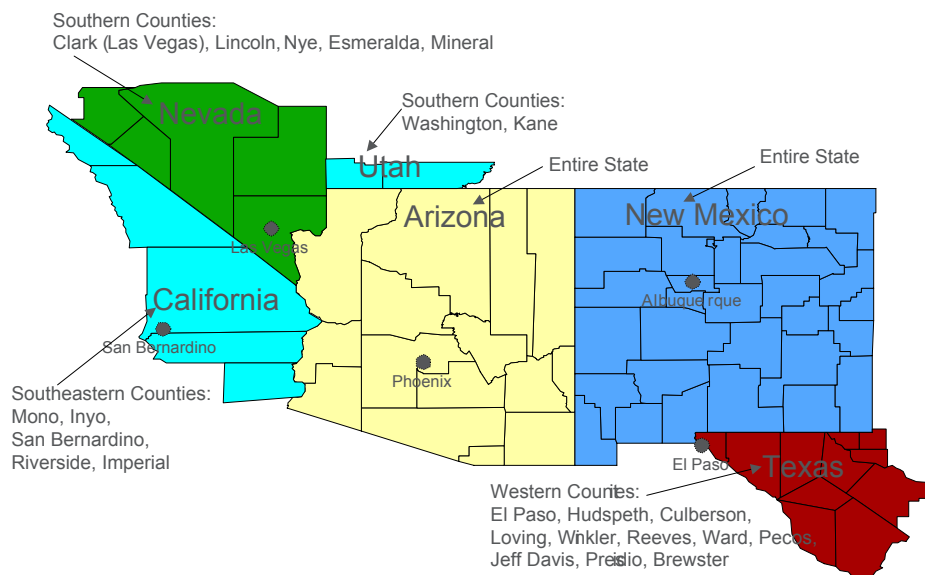 Southern Counties:
Clark (Las Vegas), Lincoln, Nye, Esmeralda, Mineral
Nevada
Southern Counties:
Washington, Kane
Utah
Entire State
Entire State
Arizona
New Mexico
Las Vegas
California
Albuque rque
San Bernardino
Phoenix
Southeastern Counties:
Mono, Inyo,
San Bernardino,
Riverside, Imperial
El Paso
Texas
Western Counties:
El Paso, Hudspeth, Culberson,
Loving, Winkler, Reeves, Ward, Pecos,
Jeff Davis, Presidio, Brewster